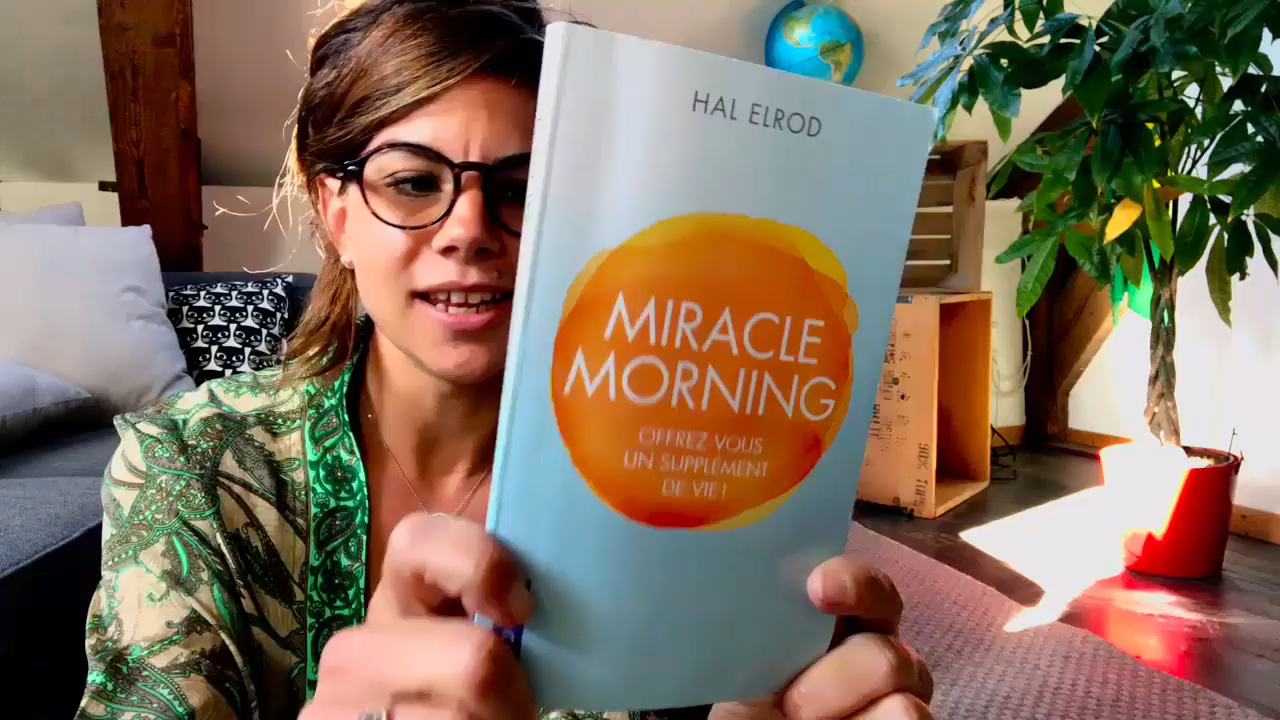 HAL ELROD
MIRACLE
MORNING
OFFREZ-VOUS
UN SUPPLÉMENT
DE VIE !